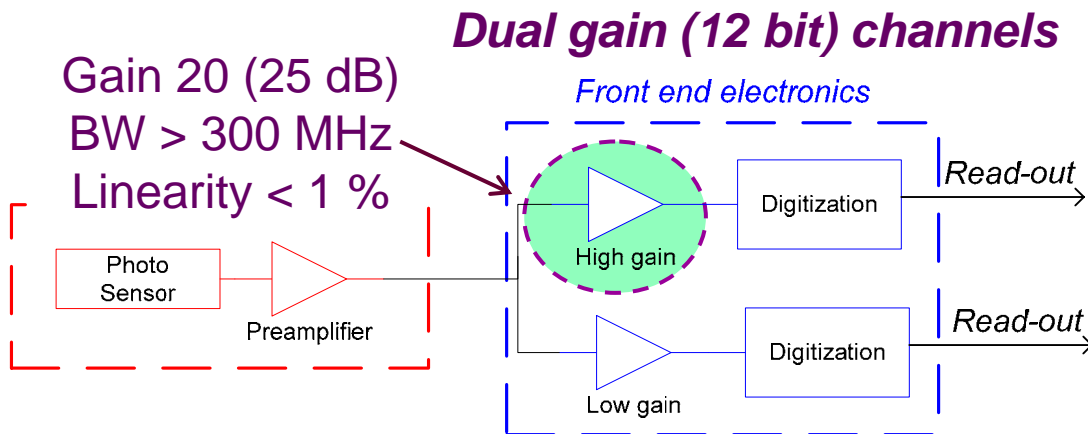 Dual gain (12 bit) channels
Gain 20 (25 dB)
BW > 300 MHz
Linearity < 1 %
Front end electronics
Read-out
Digitization
High gain
Photo
Sensor
Preamplifier
Read-out
Digitization
Low gain